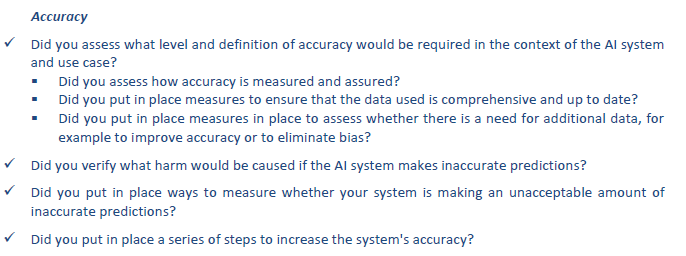 Accuracy
✓ Did you assess what level and definition of accuracy would be required in the context of the AI system
and use case?
▪ Did you assess how accuracy is measured and assured?
▪ Did you put in place measures to ensure that the data used is comprehensive and up to date?
▪ Did you put in place measures in place to assess whether there is a need for additional data, for
example to improve accuracy or to eliminate bias?
✓ Did you verify what harm would be caused if the AI system makes inaccurate predictions?
✓ Did you put in place ways to measure whether your system is making an unacceptable amount of
inaccurate predictions?
✓ Did you put in place a series of steps to increase the system's accuracy?